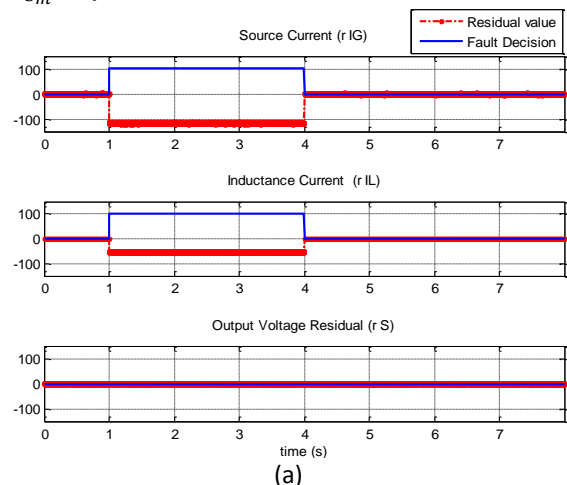 Residual value
Fault Decision
Source Current (r IG)
100
0
-100
0 1 2 3 4 5 6 7
Inductance Current (r IL)
100
0
-100
0 1 2 3 4 5 6 7
Output Voltage Residual (r S)
100
0
-100
0 1 2 3 4 5 6 7
time (s)
(a)